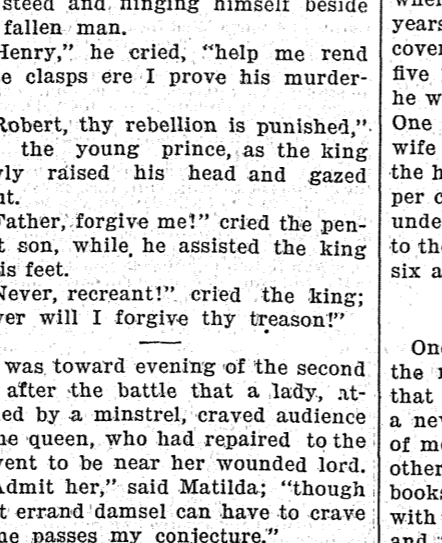 steed and flinging himself beside
fallen man.
Henry," he cried, "help me rend
e clasps ere I prove his murder-
Robert, thy rebellion is punished,"
the young prince, as the king
ly raised his head and gazed
ut.
Father, forgive me!" cried the pen-
t son, while he assisted the king
is feet.
Never, recreant!" cried the king;
ver will I forgive thy treason!"
was toward evening of the second
after the battle that a lady, at-
ed by a minstrel, craved audience
he queen, who had repaired to the
vent to be near her wounded lord.
Admit her," said Matilda; "though
t errand damsel can have to crave
ne passes my conjecture."
years
cover
five
he w
One
wife
the h
per c
unde
to the
six a
One
the
that
a ne
of m
other
books
with
and